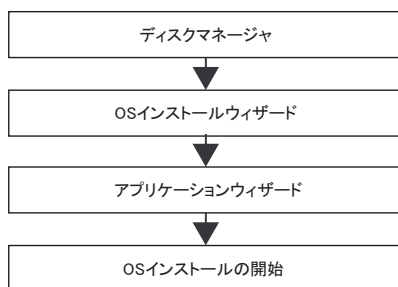 ディスクマネージャ
OSインストールウィザード
アプリケーションウィザード
OSインストールの開始